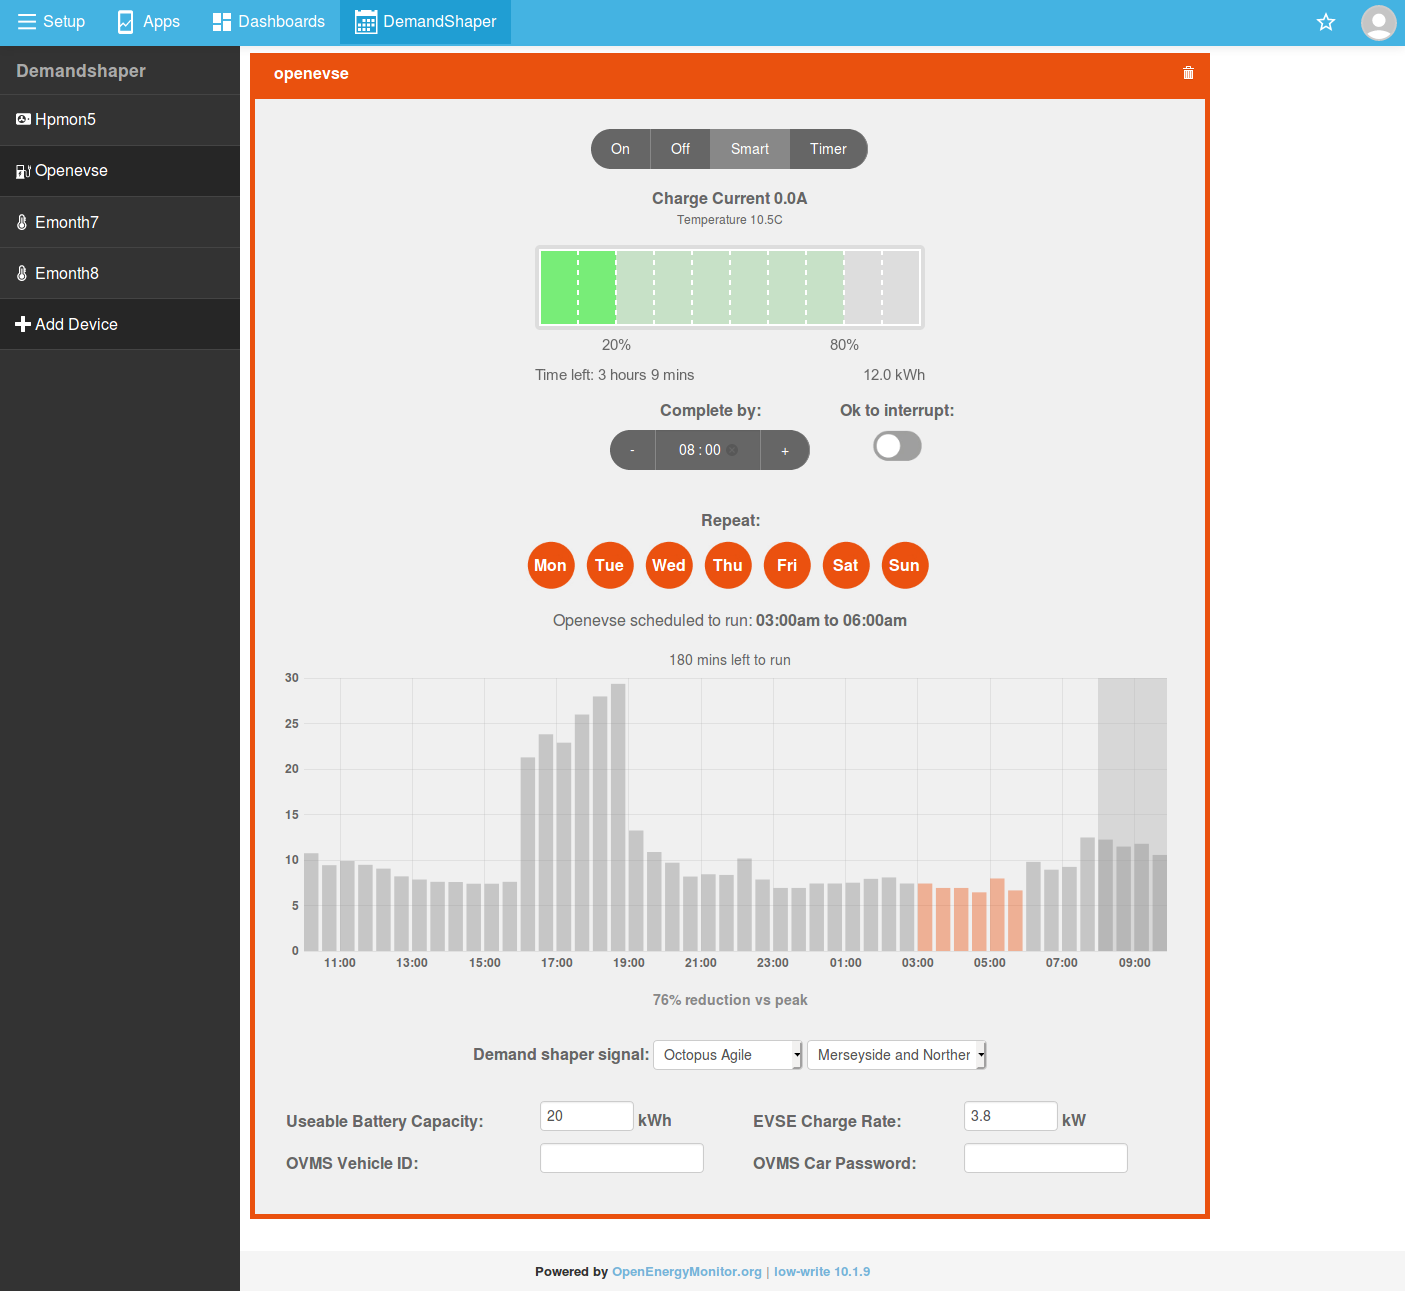 Setup Apps Dashboards DemandShaper
Demandshaper
Hpmon5
Openevse
Emonth7
Emonth8
Add Device
openevse
On Off Smart Timer
Charge Current 0.0A
Temperature 10.5C
20% 80%
Time left: 3 hours 9 mins 12.0 kWh
Complete by: Ok to interrupt:
- 08 : 00 +
Repeat:
Mon Tue Wed Thu Fri Sat Sun
Openevse scheduled to run: 03:00am to 06:00am
180 mins left to run
30
25
20
15
10
5
0
11:00 13:00 15:00 17:00 19:00 21:00 23:00 01:00 03:00 05:00 07:00 09:00
76% reduction vs peak
Demand shaper signal: Octopus Agile Merseyside and Norther
Useable Battery Capacity: 20 kWh EVSE Charge Rate: 3.8 kW
OVMS Vehicle ID: OVMS Car Password:
Powered by OpenEnergyMonitor.org | low-write 10.1.9